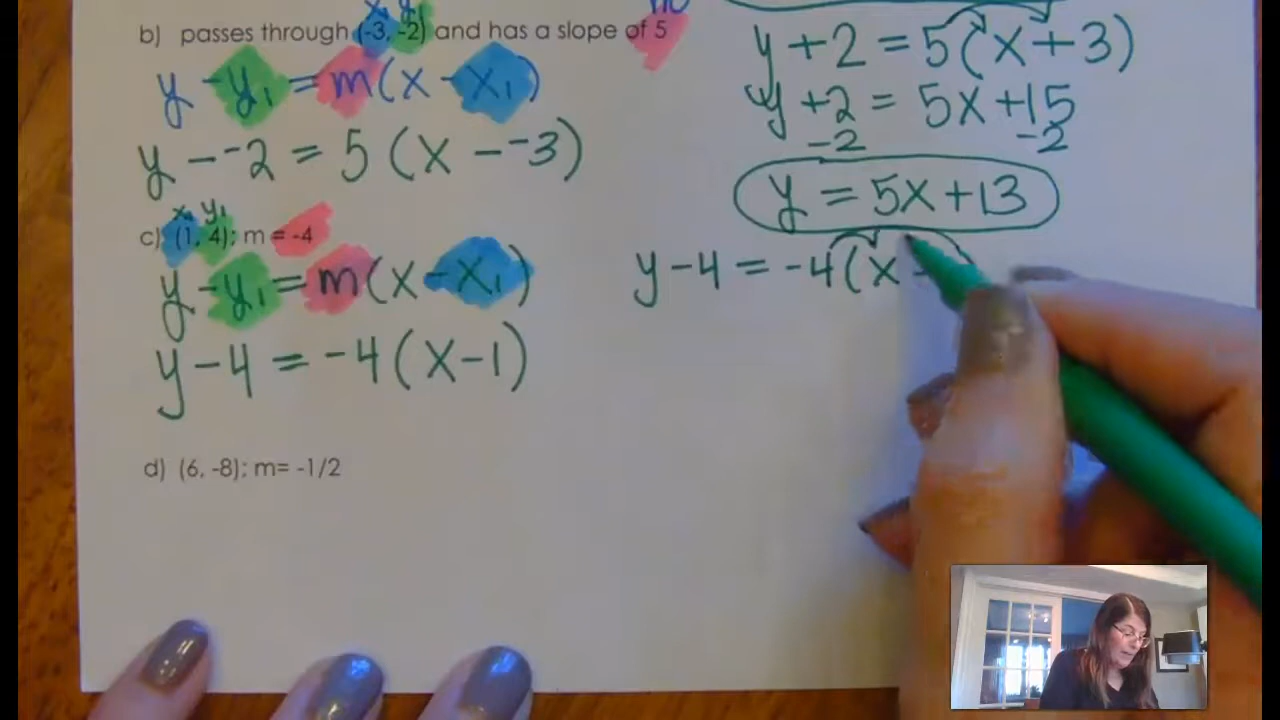 b) passes through (-3, -2) and has a slope of 5
y - y₁ = m(x - x₁)
y - -2 = 5(x - -3)
y + 2 = 5(x + 3)
y + 2 = 5x + 15
-2 -2
y = 5x + 13
x₁ y₁
c) (1, 4); m = -4
y - y₁ = m(x - x₁)
y - 4 = -4(x - 1)
y - 4 = -4(x -
d) (6, -8); m= -1/2